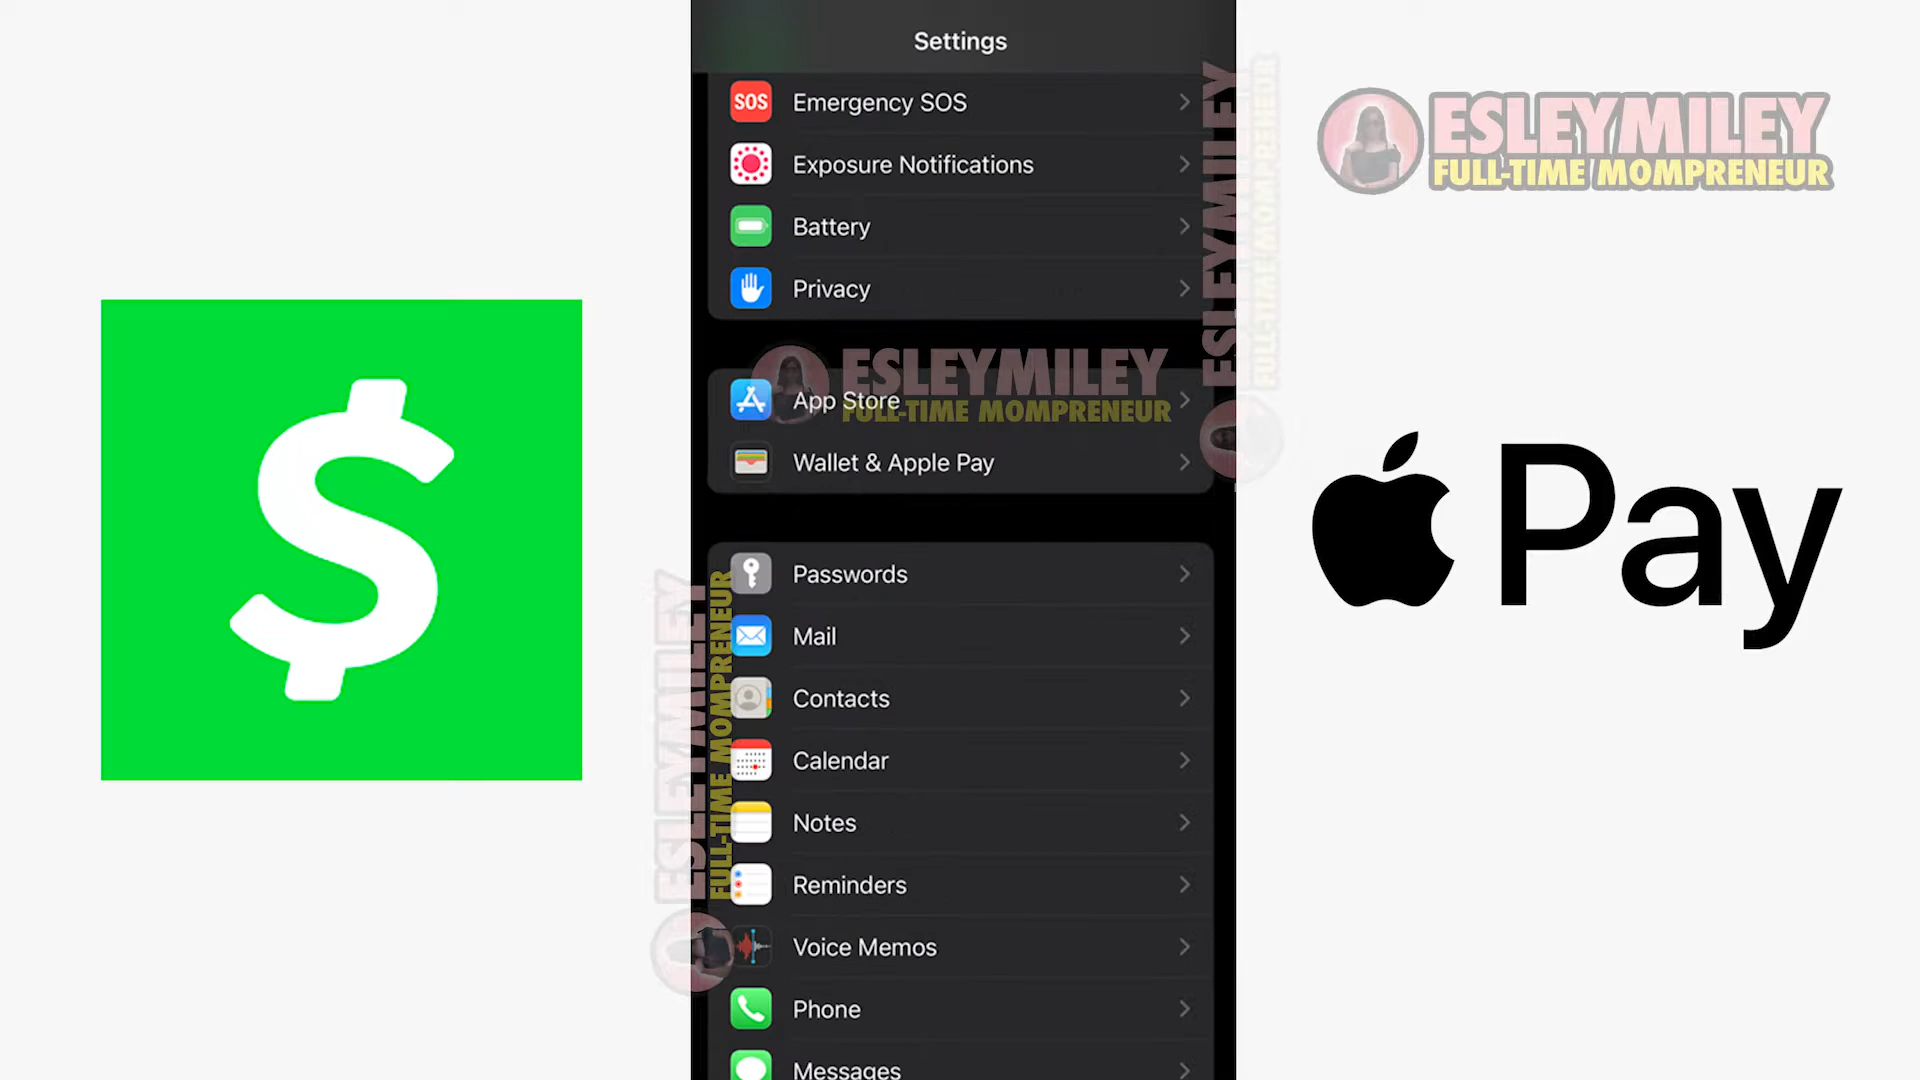 Settings
SOS
Emergency SOS
Exposure Notifications
Battery
Privacy
App Store
Wallet & Apple Pay
Passwords
Mail
Contacts
Calendar
Notes
Reminders
Voice Memos
Phone
Messages
$
Pay
ESLEYMILEY
FULL-TIME MOMPRENEUR
ESLEYMILEY
FULL-TIME MOMPRENEUR
ESLEYMILEY
FULL-TIME MOMPRENEUR
ESLEYMILEY
FULL-TIME MOMPRENEUR